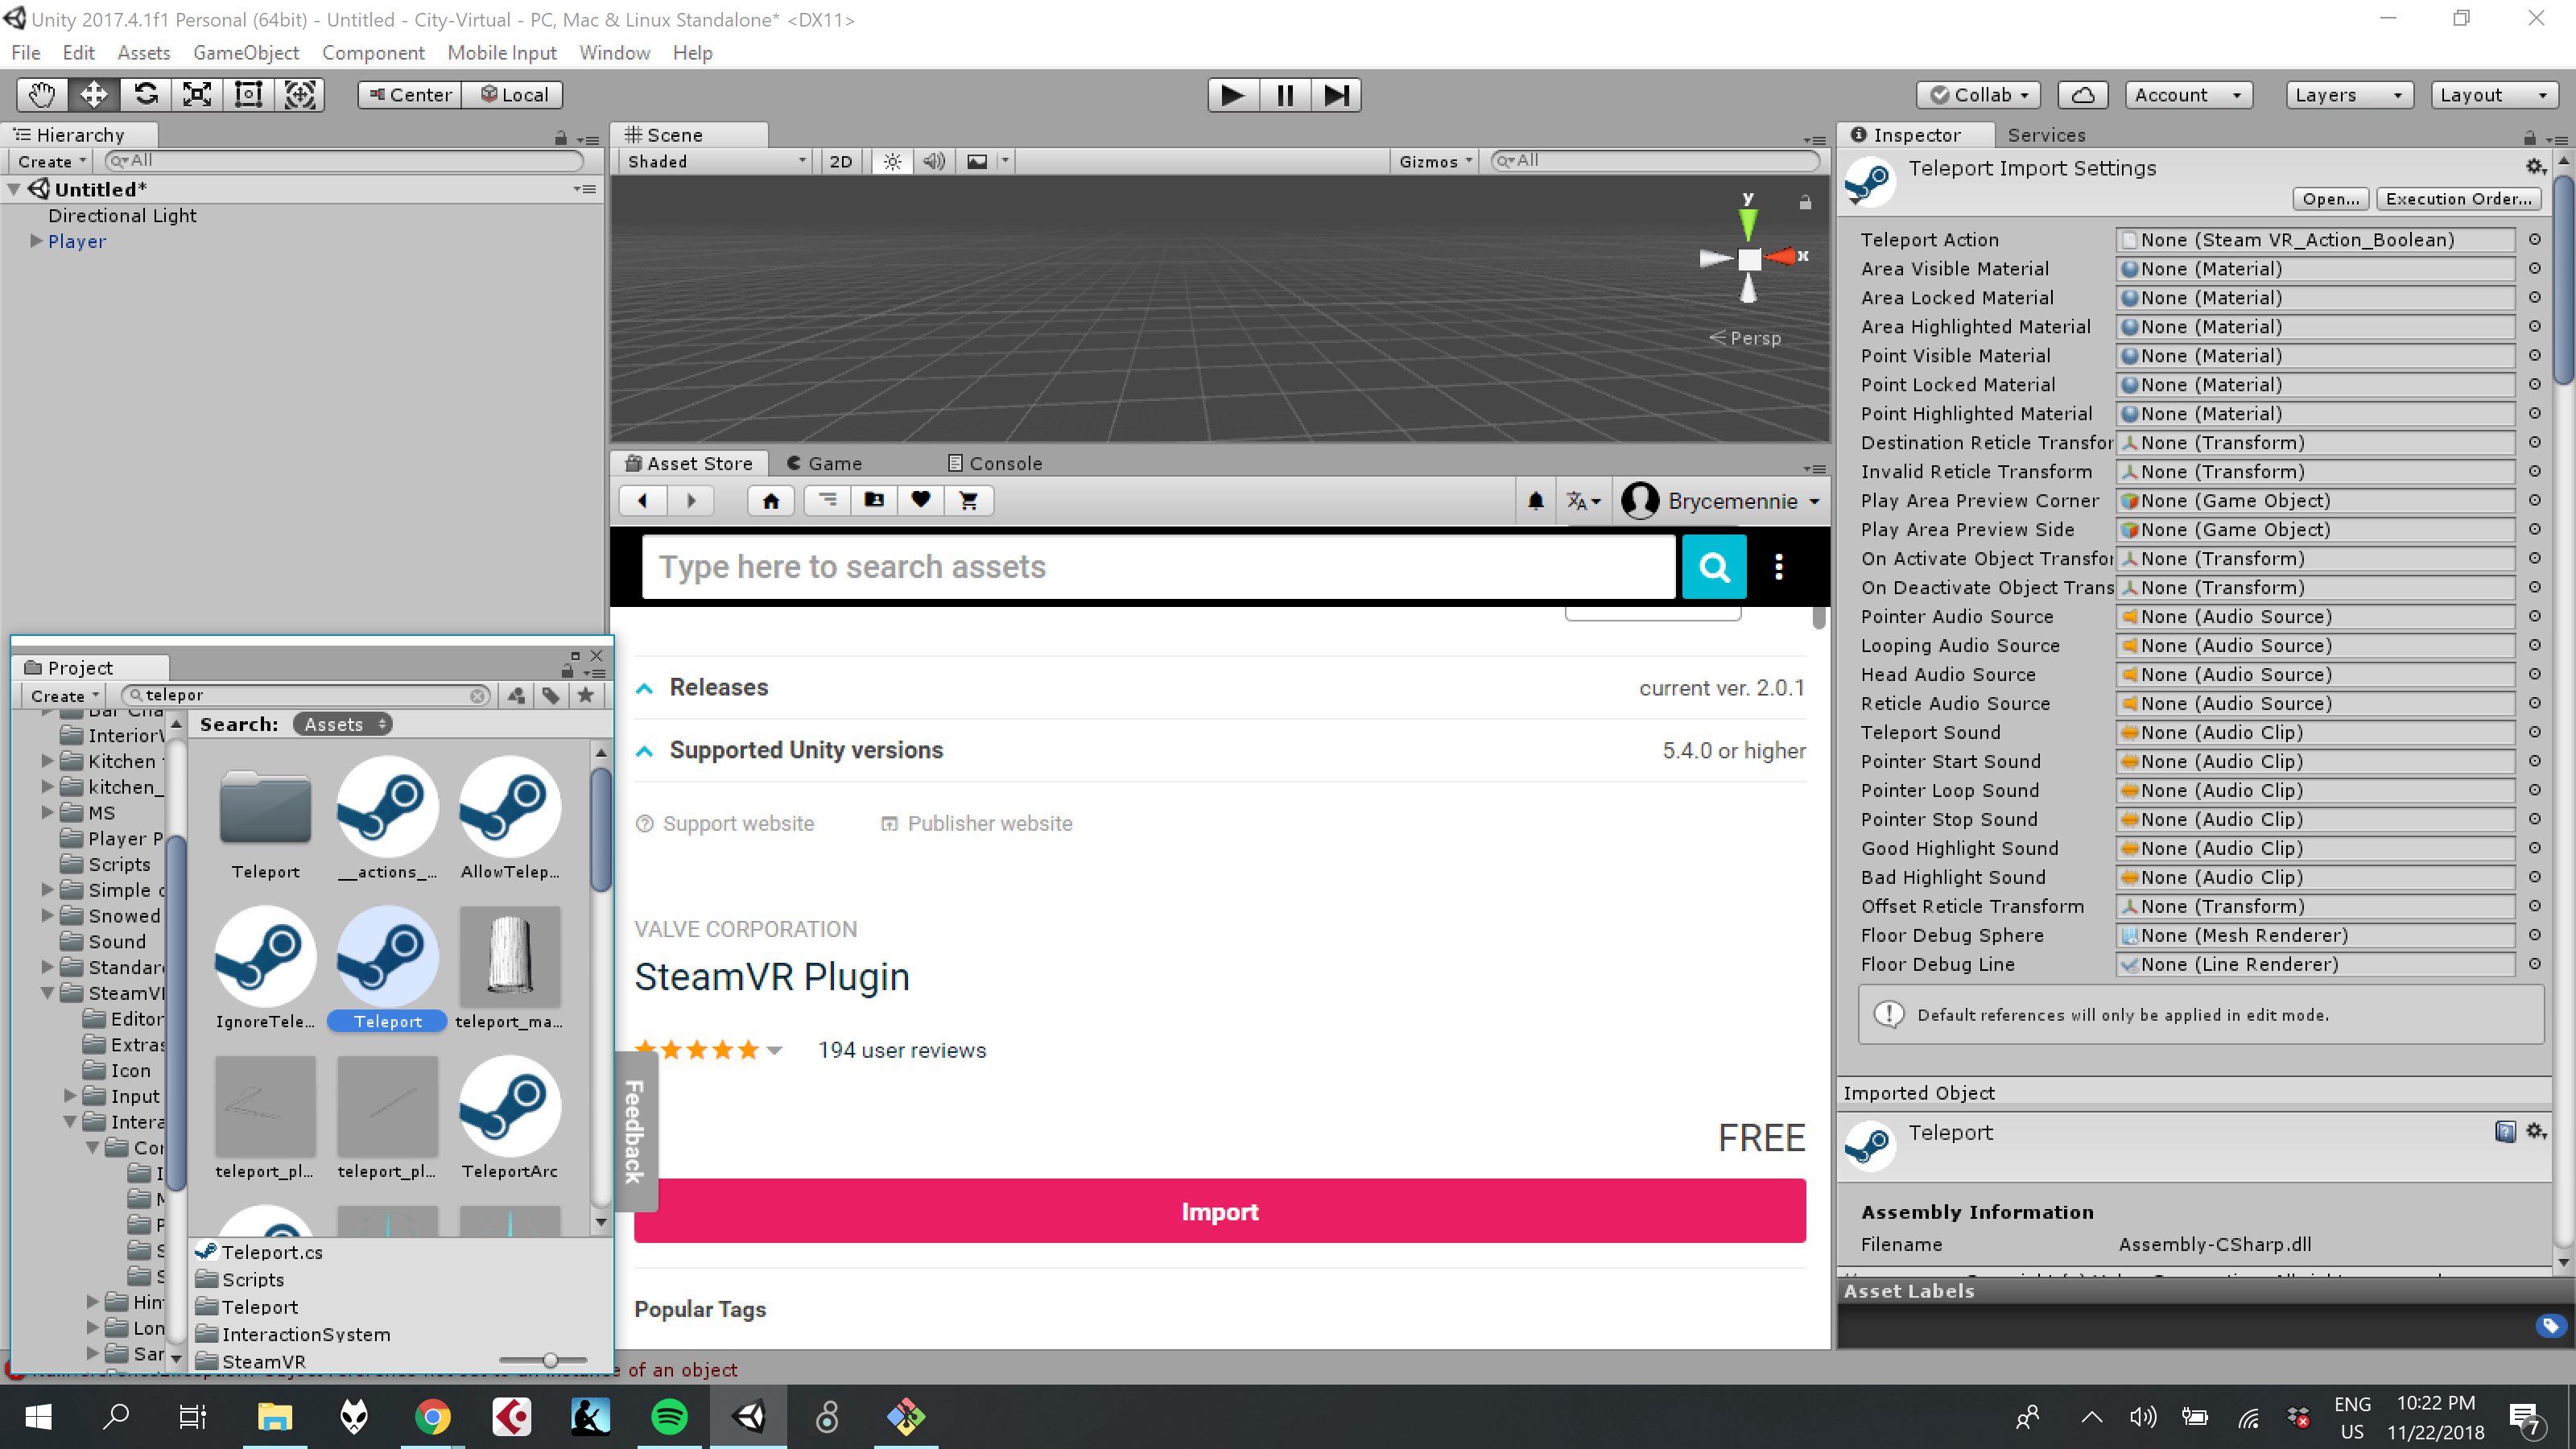 Unity 2017.4.1f1 Personal (64bit) - Untitled - City-Virtual - PC, Mac & Linux Standalone* <DX11>
File Edit Assets GameObject Component Mobile Input Window Help
Center Local Collab Account Layers Layout
Hierarchy
Create All
Untitled*
Directional Light
Player
Scene
Shaded 2D Gizmos All
y
x
Persp
Asset Store Game Console
Brycemennie
Type here to search assets
Releases current ver. 2.0.1
Supported Unity versions 5.4.0 or higher
Support website Publisher website
VALVE CORPORATION
SteamVR Plugin
194 user reviews
Feedback
FREE
Import
Popular Tags
Project
Create telepor
Search: Assets
Bar Cha
Interior
Kitchen
kitchen_
MS
Player P
Scripts
Simple
Snowed
Sound
Standar
SteamV
Editor
Extras
Icon
Input
Intera
Cor
Hin
Lon
Sar
Teleport __actions_... AllowTelep...
IgnoreTele... Teleport teleport_ma...
teleport_pl... teleport_pl... TeleportArc
Teleport.cs
Scripts
Teleport
InteractionSystem
SteamVR
e of an object
Inspector Services
Teleport Import Settings
Open... Execution Order...
Teleport Action None (Steam VR_Action_Boolean)
Area Visible Material None (Material)
Area Locked Material None (Material)
Area Highlighted Material None (Material)
Point Visible Material None (Material)
Point Locked Material None (Material)
Point Highlighted Material None (Material)
Destination Reticle Transfor None (Transform)
Invalid Reticle Transform None (Transform)
Play Area Preview Corner None (Game Object)
Play Area Preview Side None (Game Object)
On Activate Object Transfor None (Transform)
On Deactivate Object Trans None (Transform)
Pointer Audio Source None (Audio Source)
Looping Audio Source None (Audio Source)
Head Audio Source None (Audio Source)
Reticle Audio Source None (Audio Source)
Teleport Sound None (Audio Clip)
Pointer Start Sound None (Audio Clip)
Pointer Loop Sound None (Audio Clip)
Pointer Stop Sound None (Audio Clip)
Good Highlight Sound None (Audio Clip)
Bad Highlight Sound None (Audio Clip)
Offset Reticle Transform None (Transform)
Floor Debug Sphere None (Mesh Renderer)
Floor Debug Line None (Line Renderer)
Default references will only be applied in edit mode.
Imported Object
Teleport
Assembly Information
Filename Assembly-CSharp.dll
Asset Labels
ENG
US
10:22 PM
11/22/2018
7